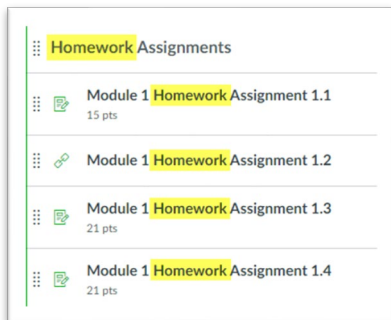 Homework Assignments
Module 1 Homework Assignment 1.1
15 pts
Module 1 Homework Assignment 1.2
Module 1 Homework Assignment 1.3
21 pts
Module 1 Homework Assignment 1.4
21 pts